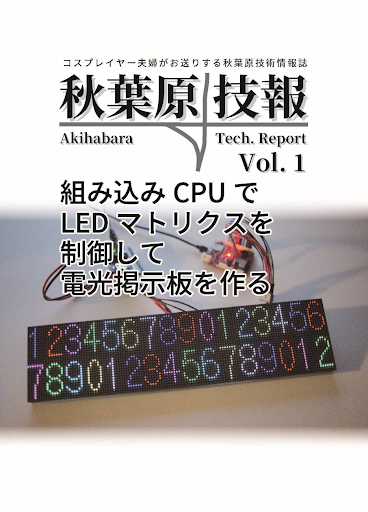 コスプレイヤー夫婦がお送りする秋葉原技術情報誌
秋葉原技報
Akihabara Tech. Report
Vol. 1
組み込み CPU で
LED マトリクスを
制御して
電光掲示板を作る
1234567890123456
7890123456789012